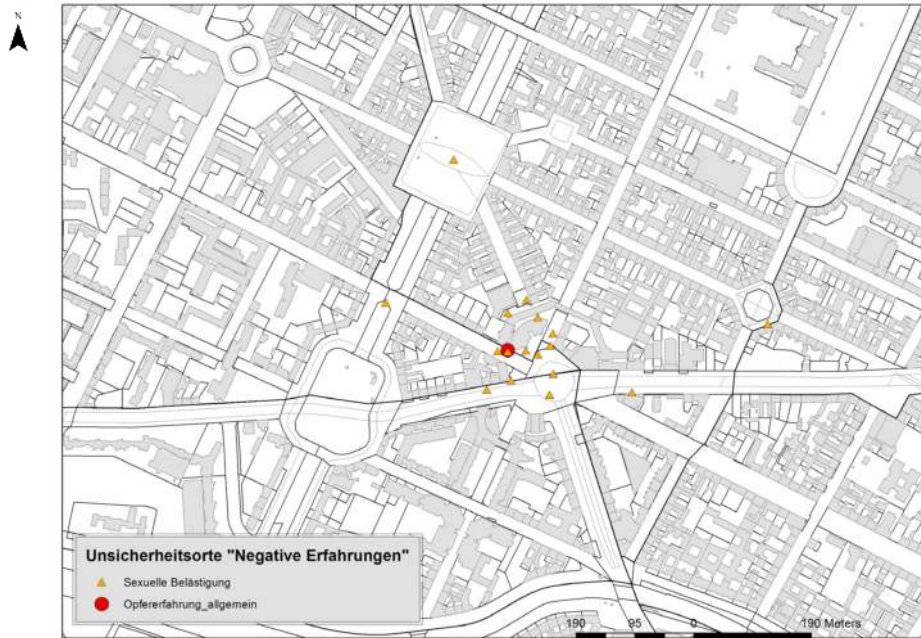 N
Unsicherheitsorte "Negative Erfahrungen"
Sexuelle Belästigung
Opfererfahrung_allgemein
190 95 0 190 Meters